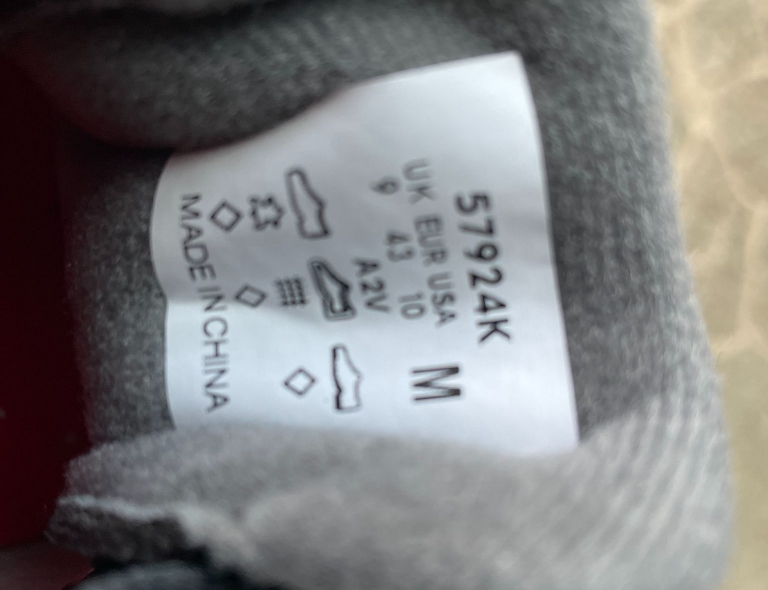 57924K
UK EUR USA M
9 43 10
A2V
MADE IN CHINA